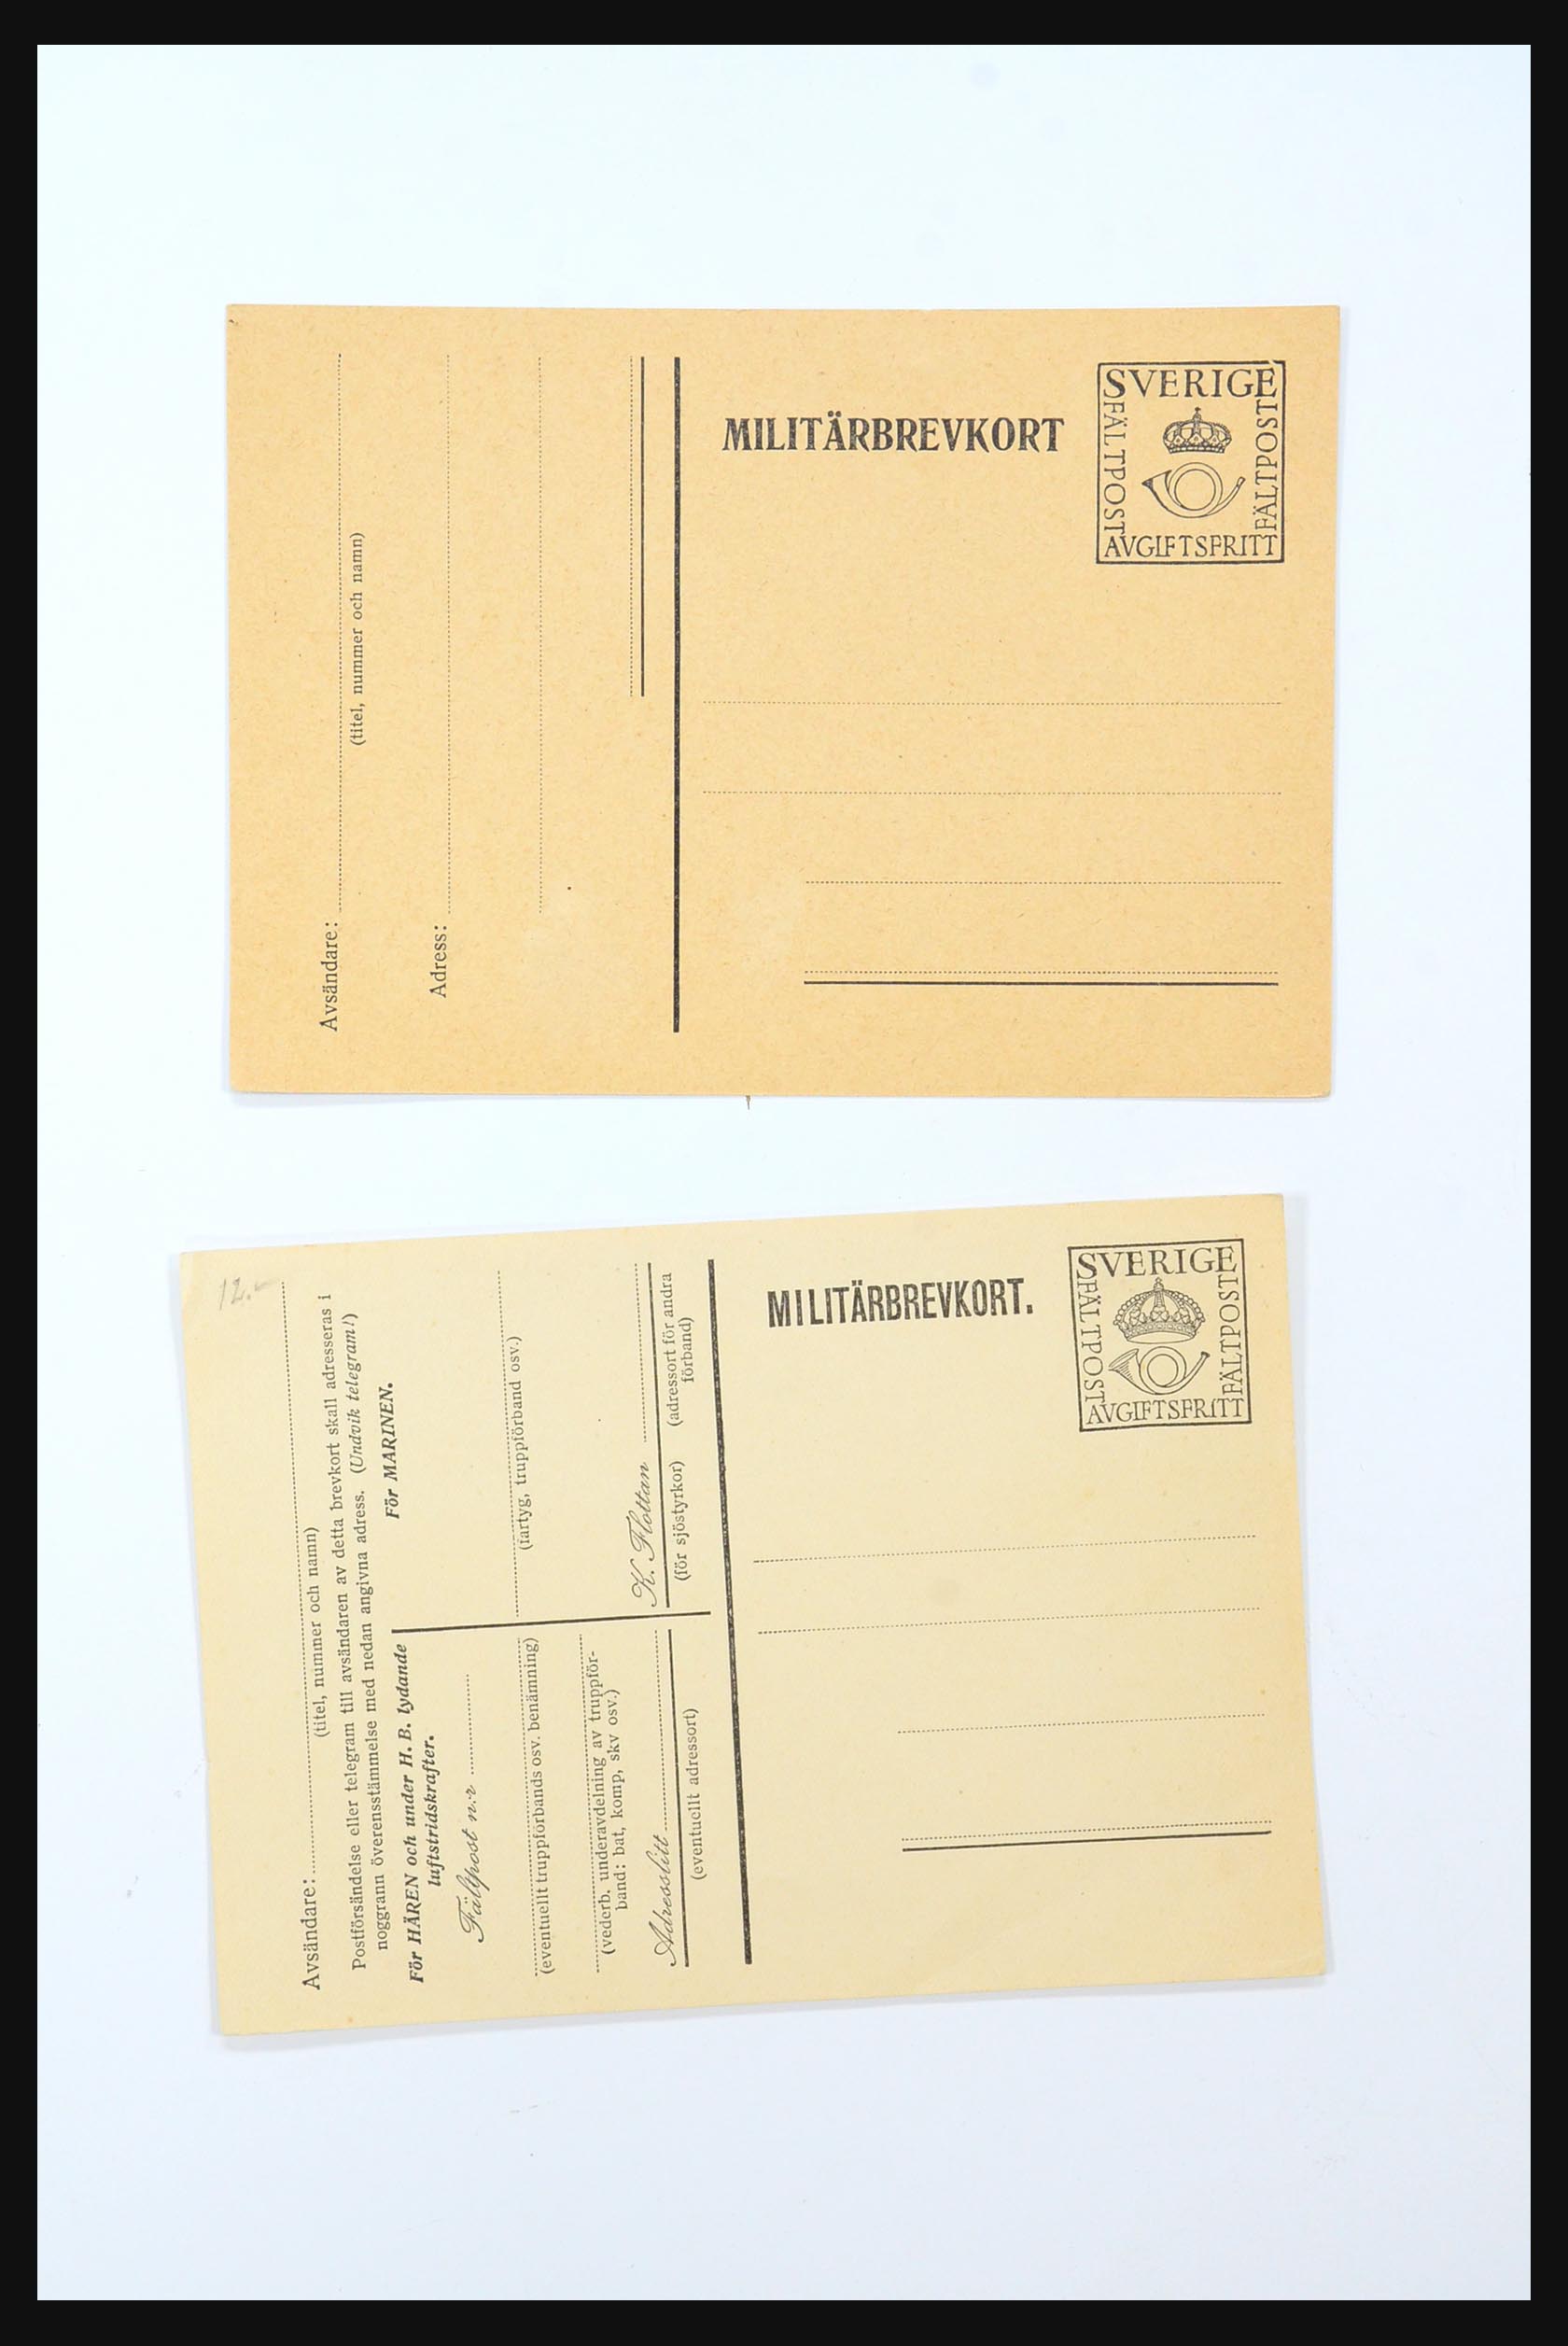 Avsändare:
(titel, nummer och namn)
Adress:
MILITÄRBREVKORT
SVERIGE
FÄLTPOST
FÄLTPOST
AVGIFTSFRITT
12.-
Avsändare:
(titel, nummer och namn)
Postförsändelse eller telegram till avsändaren av detta brevkort skall adresseras i
noggrann överensstämmelse med nedan angivna adress. (Undvik telegram!)
För HÄREN och under H. B. lydande
luftstridskrafter.
Fältpost n:r
(eventuellt truppförbands osv. benämning)
(vederb. underavdelning av truppför-
band: bat, komp, skv osv.)
Adresslitt
(eventuellt adressort)
För MARINEN.
(fartyg, truppförband osv.)
K. Flottan
(för sjöstyrkor)
(adressort för andra
förband)
MILITÄRBREVKORT.
SVERIGE
FÄLTPOST
FÄLTPOST
AVGIFTSFRITT